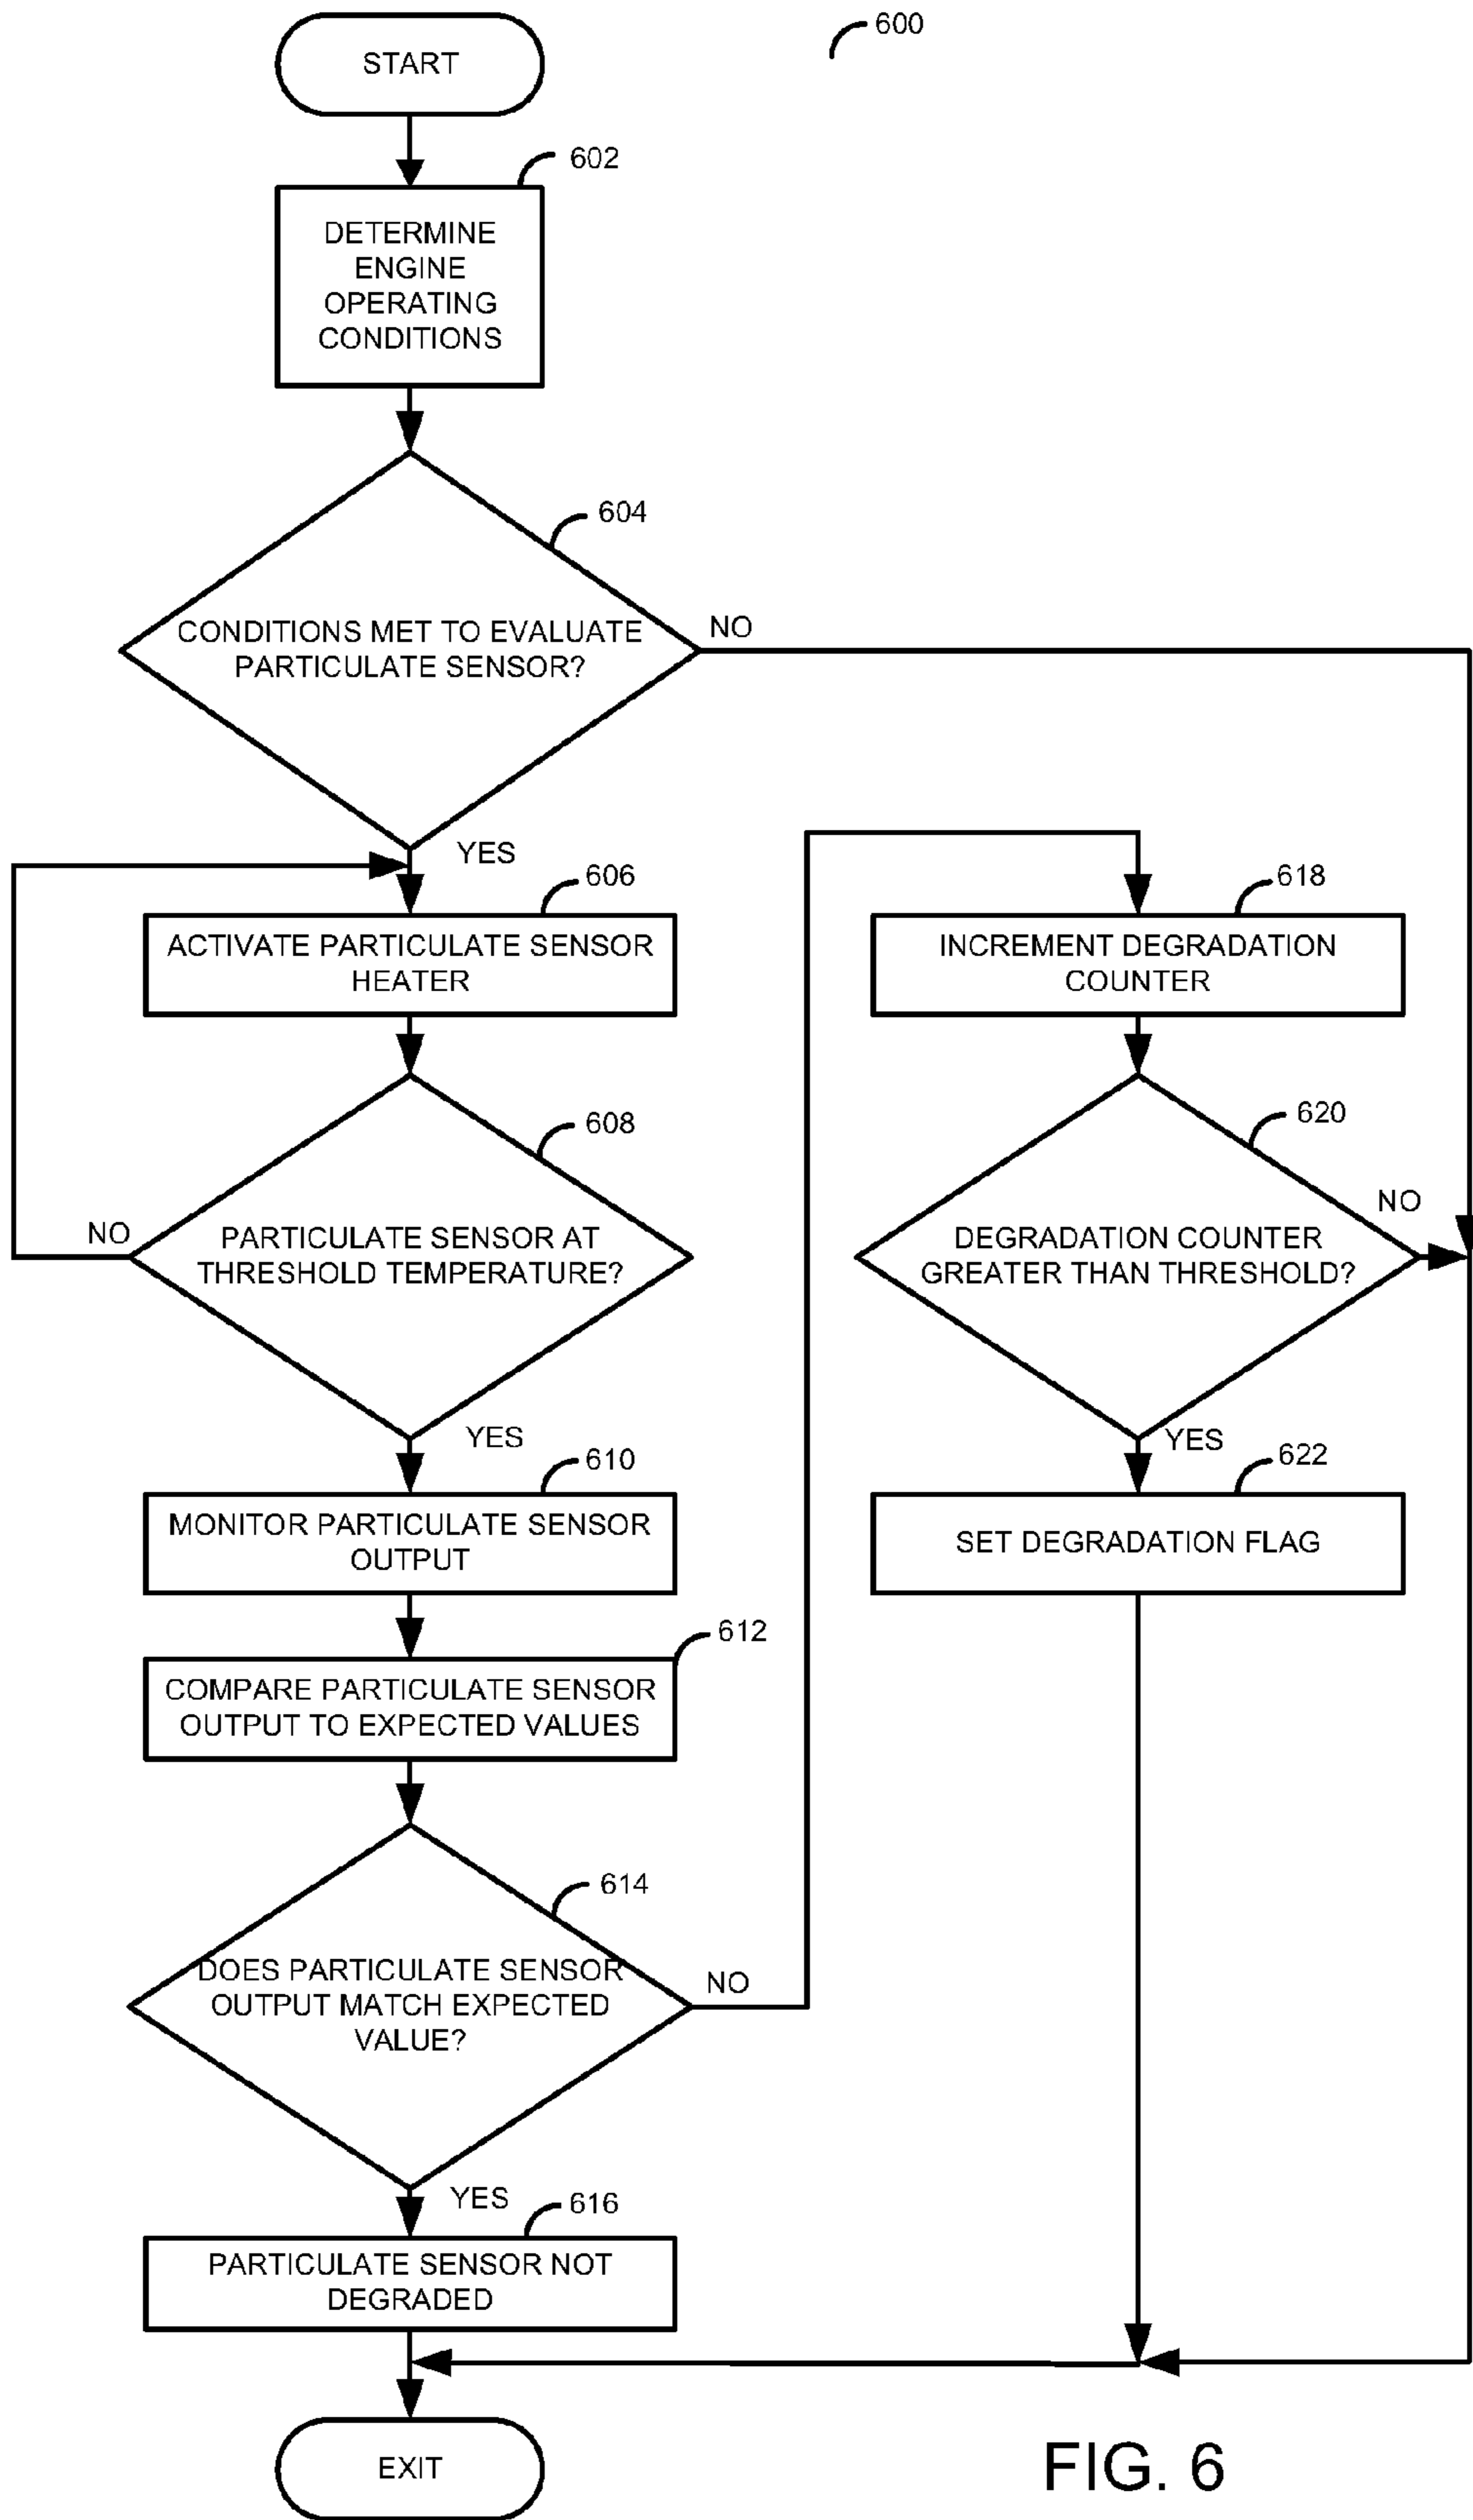 600
START
602
DETERMINE
ENGINE
OPERATING
CONDITIONS
604
CONDITIONS MET TO EVALUATE
PARTICULATE SENSOR?
NO
YES
606
ACTIVATE PARTICULATE SENSOR
HEATER
608
PARTICULATE SENSOR AT
THRESHOLD TEMPERATURE?
NO
YES
610
MONITOR PARTICULATE SENSOR
OUTPUT
612
COMPARE PARTICULATE SENSOR
OUTPUT TO EXPECTED VALUES
614
DOES PARTICULATE SENSOR
OUTPUT MATCH EXPECTED
VALUE?
NO
YES
616
PARTICULATE SENSOR NOT
DEGRADED
618
INCREMENT DEGRADATION
COUNTER
620
DEGRADATION COUNTER
GREATER THAN THRESHOLD?
NO
YES
622
SET DEGRADATION FLAG
EXIT
FIG. 6